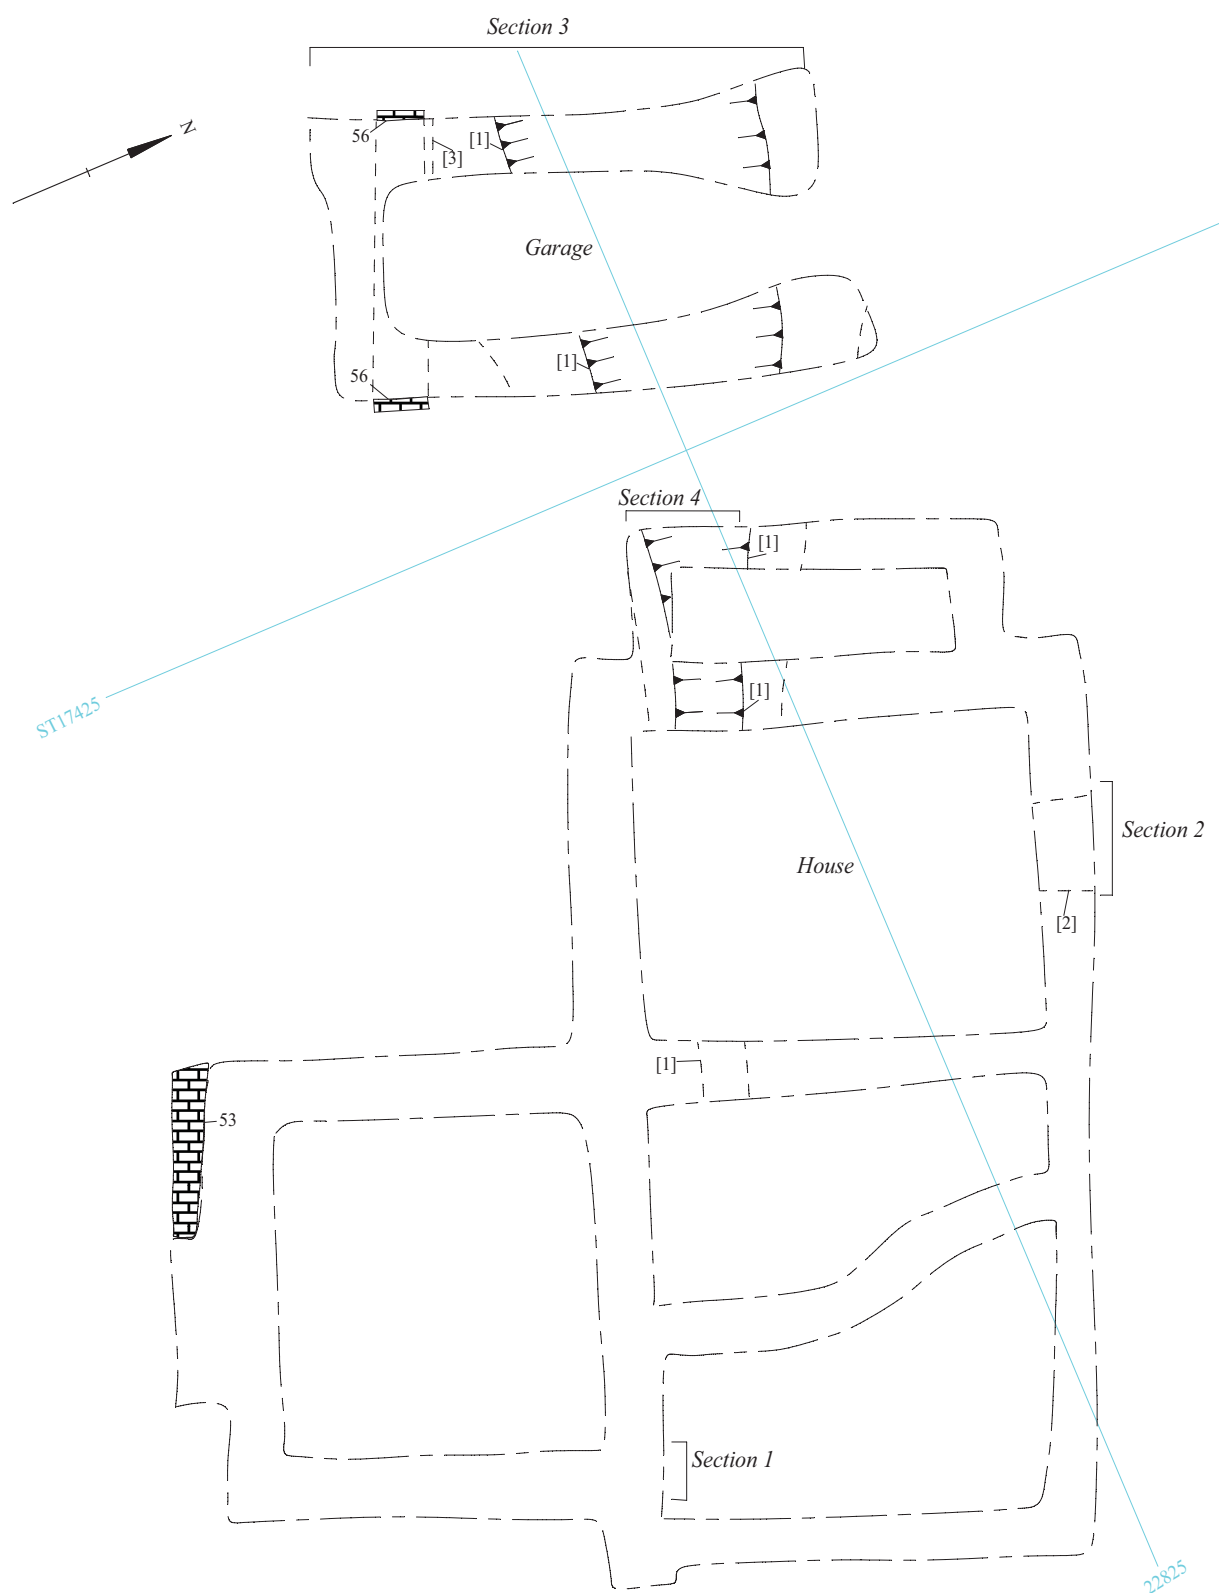 Section 3
N
56
[3]
[1]
Garage
[1]
56
Section 4
[1]
[1]
ST17425
Section 2
House
[2]
[1]
53
Section 1
22825